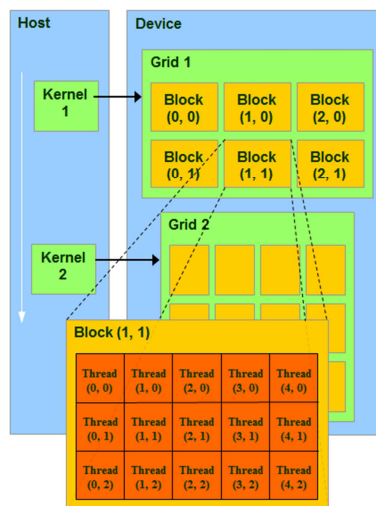 Host
Device
Grid 1
Kernel
1
Block
(0, 0)
Block
(1, 0)
Block
(2, 0)
Block
(0, 1)
Block
(1, 1)
Block
(2, 1)
Grid 2
Kernel
2
Block (1, 1)
Thread
(0, 0)
Thread
(1, 0)
Thread
(2, 0)
Thread
(3, 0)
Thread
(4, 0)
Thread
(0, 1)
Thread
(1, 1)
Thread
(2, 1)
Thread
(3, 1)
Thread
(4, 1)
Thread
(0, 2)
Thread
(1, 2)
Thread
(2, 2)
Thread
(3, 2)
Thread
(4, 2)